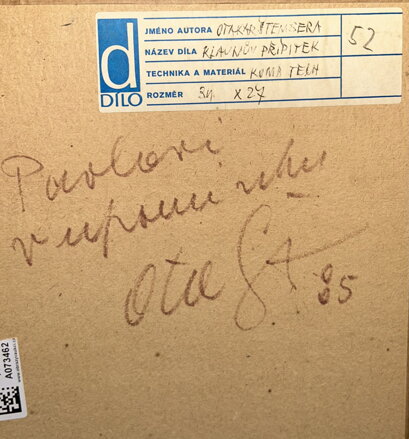 d
DÍLO
JMÉNO AUTORA OTAKAR ŠTEMBERA
NÁZEV DÍLA KLAUNŮV PŘÍPITEK
TECHNIKA A MATERIÁL KOMB TECH
ROZMĚR x 27
52
Pavlovi
v upomínku
Ota Št 85
A073462